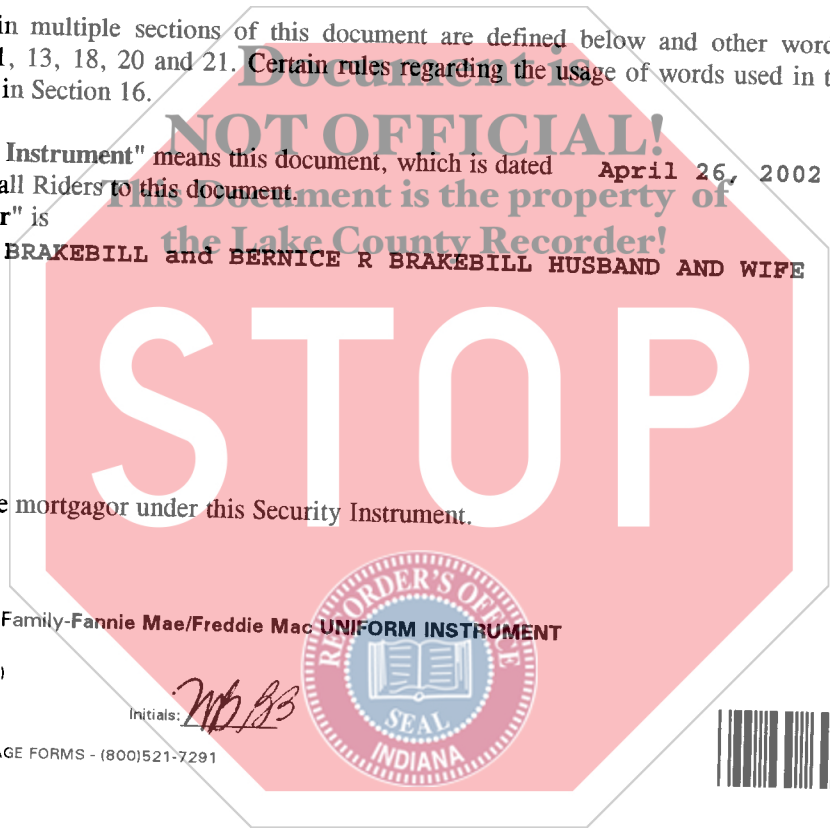 in multiple sections of this document are defined below and other word
1, 13, 18, 20 and 21. Certain rules regarding the usage of words used in t
in Section 16.
Document is
NOT OFFICIAL!
This Document is the property of
the Lake County Recorder!
Instrument" means this document, which is dated April 26, 2002
all Riders to this document.
r" is
BRAKEBILL and BERNICE R BRAKEBILL HUSBAND AND WIFE
STOP
e mortgagor under this Security Instrument.
Family-Fannie Mae/Freddie Mac UNIFORM INSTRUMENT
)
Initials:
AGE FORMS - (800)521-7291
RECORDER'S OFFICE
SEAL
INDIANA